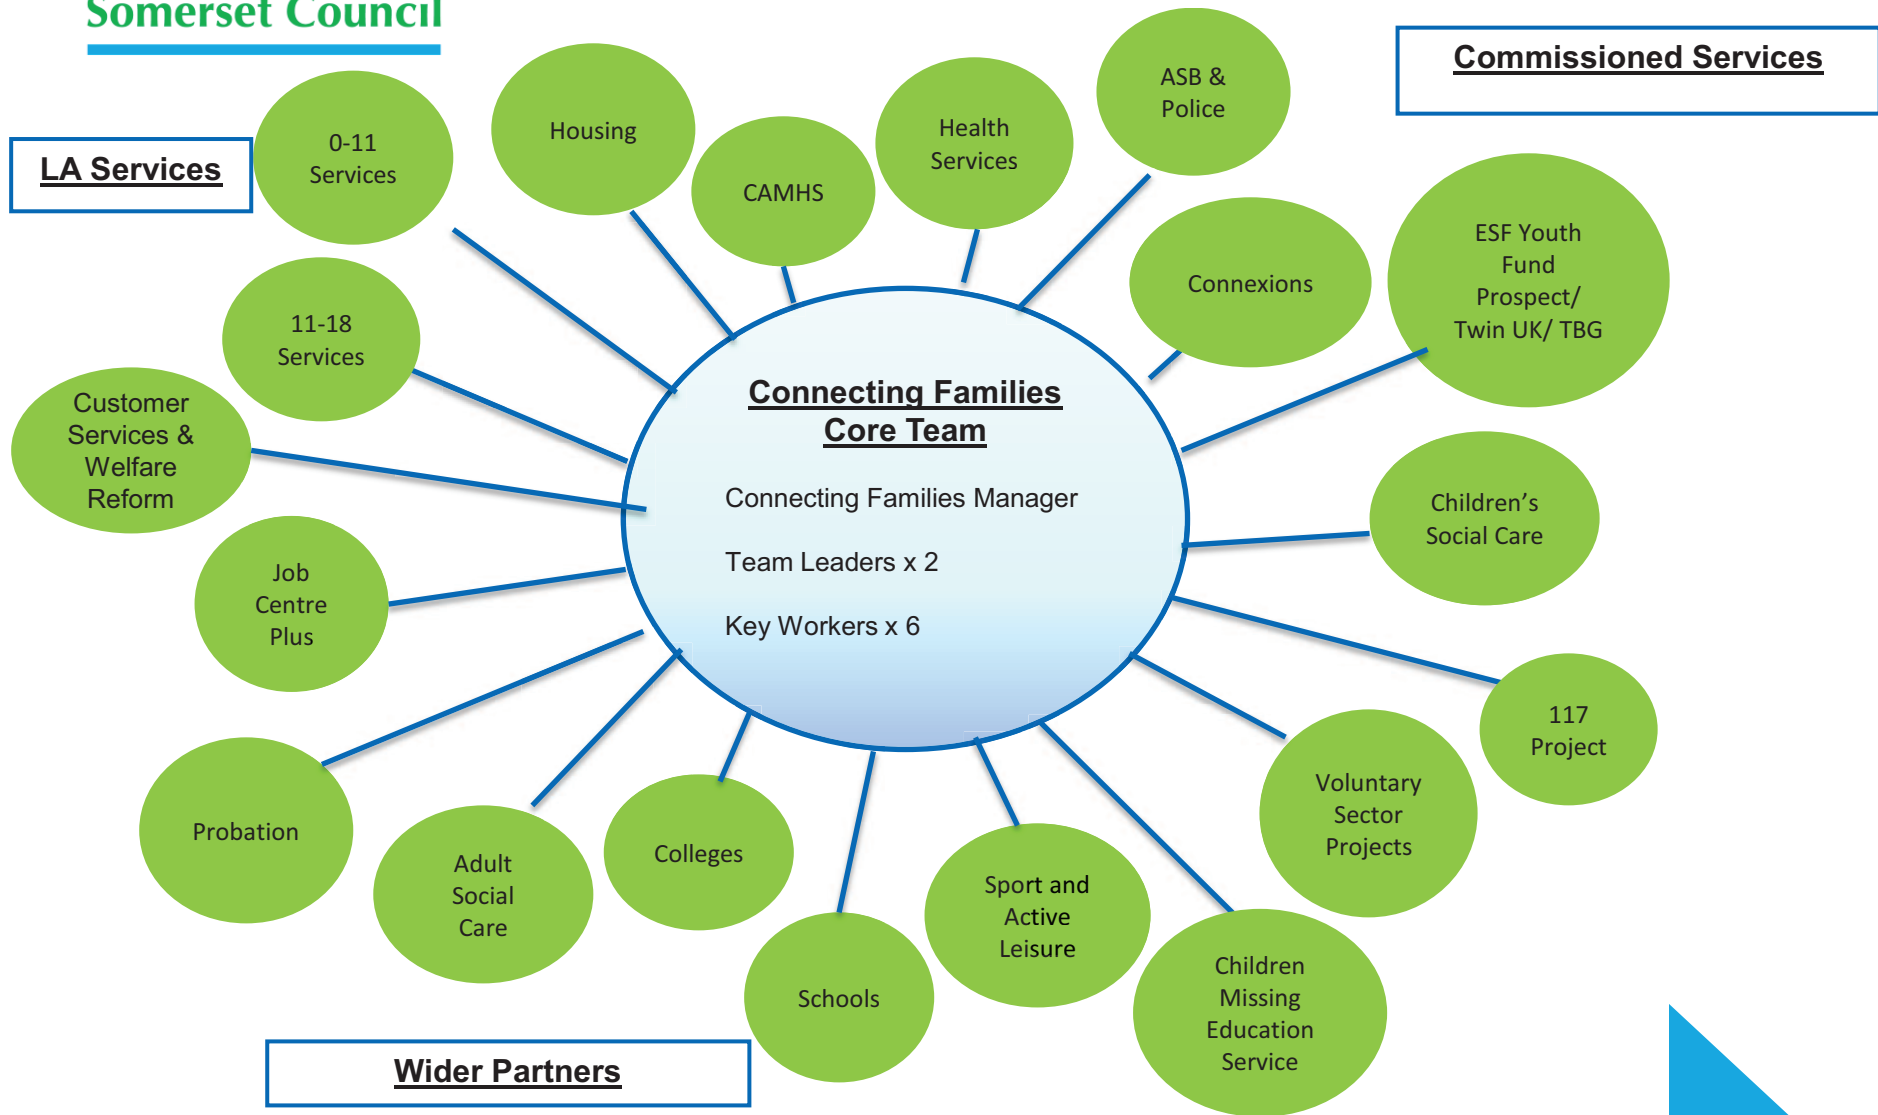 Somerset Council
Commissioned Services
LA Services
0-11
Services
Housing
CAMHS
Health
Services
ASB &
Police
Connexions
ESF Youth
Fund
Prospect/
Twin UK/ TBG
11-18
Services
Customer
Services &
Welfare
Reform
Connecting Families
Core Team
Connecting Families Manager
Team Leaders x 2
Key Workers x 6
Children's
Social Care
Job
Centre
Plus
117
Project
Probation
Adult
Social
Care
Colleges
Schools
Sport and
Active
Leisure
Voluntary
Sector
Projects
Children
Missing
Education
Service
Wider Partners